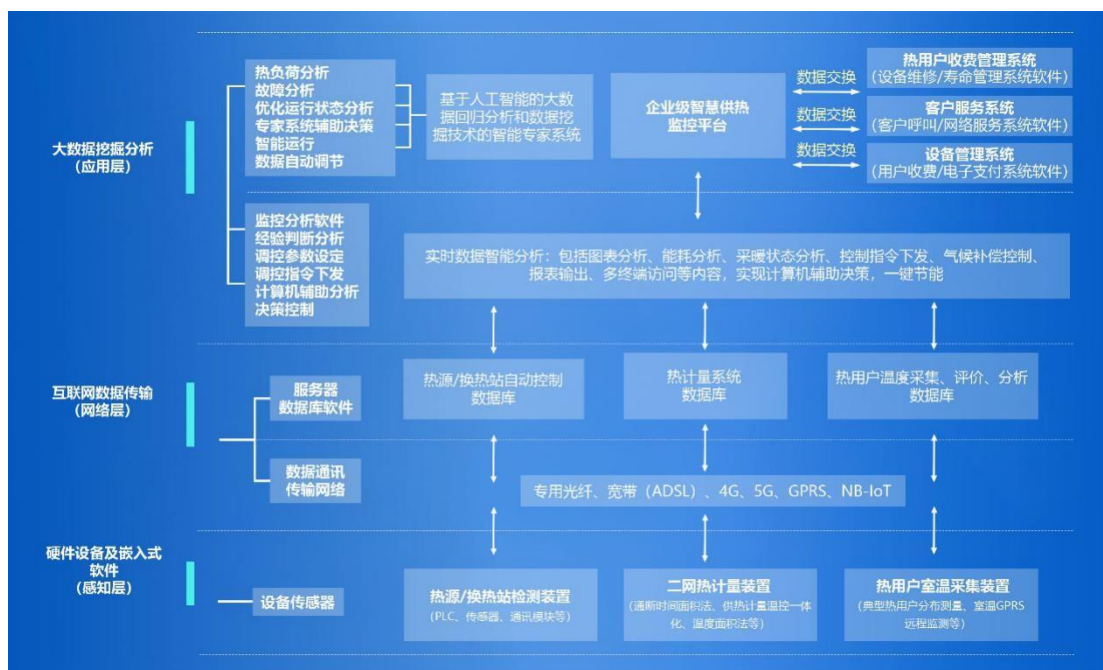 热负荷分析
故障分析
优化运行状态分析
专家系统辅助决策
智能运行
数据自动调节
基于人工智能的大数
据回归分析和数据挖
掘技术的智能专家系统
企业级智慧供热
监控平台
数据交换
热用户收费管理系统
(设备维修/寿命管理系统软件)
数据交换
客户服务系统
(客户呼叫/网络服务系统软件)
数据交换
设备管理系统
(用户收费/电子支付系统软件)
大数据挖掘分析
(应用层)
监控分析软件
经验判断分析
调控参数设定
调控指令下发
计算机辅助分析
决策控制
实时数据智能分析：包括图表分析、能耗分析、采暖状态分析、控制指令下发、气候补偿控制、
报表输出、多终端访问等内容，实现计算机辅助决策，一键节能
互联网数据传输
(网络层)
服务器
数据库软件
热源/换热站自动控制
数据库
热计量系统
数据库
热用户温度采集、评价、分析
数据库
数据通讯
传输网络
专用光纤、宽带（ADSL）、4G、5G、GPRS、NB-IoT
硬件设备及嵌入式
软件
(感知层)
设备传感器
热源/换热站检测装置
(PLC、传感器、通讯模块等)
二网热计量装置
(通断时间面积法、供热计量温控一体
化、温度面积法等)
热用户室温采集装置
(典型热用户分布测量、室温GPRS
远程监测等)